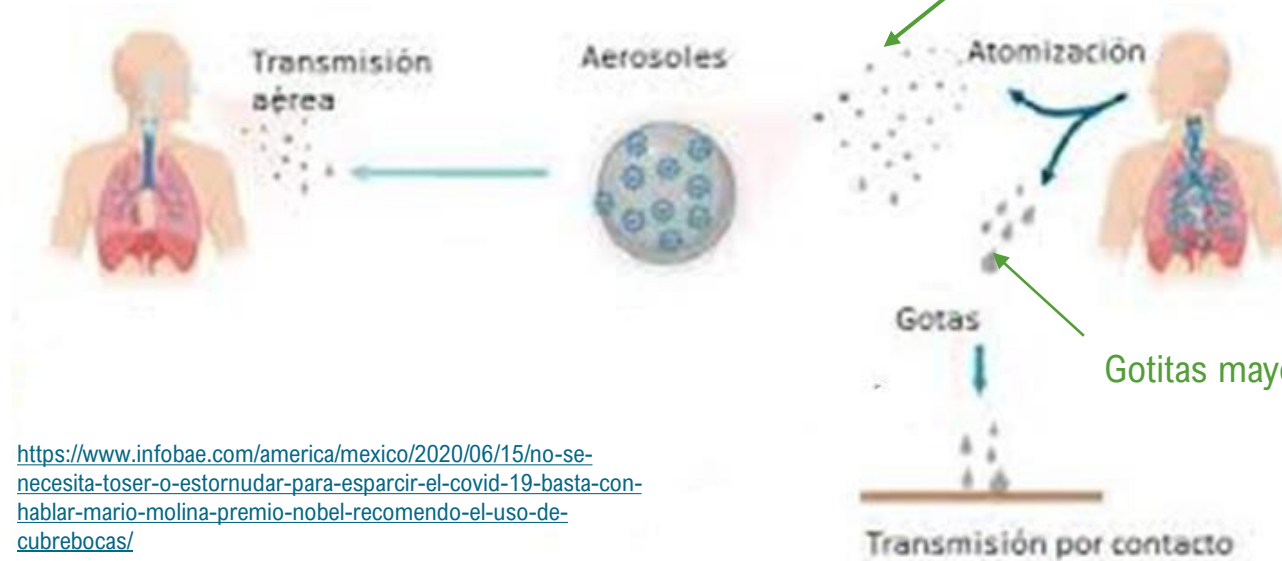 Transmisión
aérea
Aerosoles
Atomización
Gotas
Gotitas
https://www.infobae.com/america/mexico/2020/06/15/no-se-
necesita-toser-o-estornudar-para-esparcir-el-covid-19-basta-con-
hablar-mario-molina-premio-nobel-recomendo-el-uso-de-
cubrebocas/
Transmisión por contacto